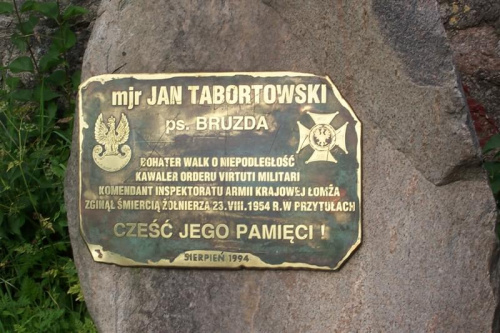 mjr JAN TABORTOWSKI
ps. BRUZDA
BOHATER WALK O NIEPODLEGŁOŚĆ
KAWALER ORDERU VIRTUTI MILITARI
KOMENDANT INSPEKTORATU ARMII KRAJOWEJ ŁOMŻA
ZGINĄŁ ŚMIERCIĄ ŻOŁNIERZA 23.VIII.1954 R.W PRZYTUŁACH
CZEŚĆ JEGO PAMIĘCI !
SIERPIEŃ 1994